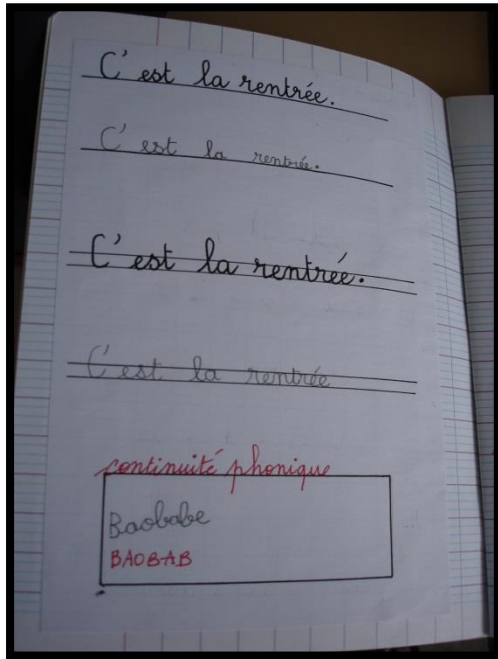 C'est la rentrée.
C'est la rentrée.
C'est la rentrée.
C'est la rentrée
continuité phonique
Baobabe
BAOBAB